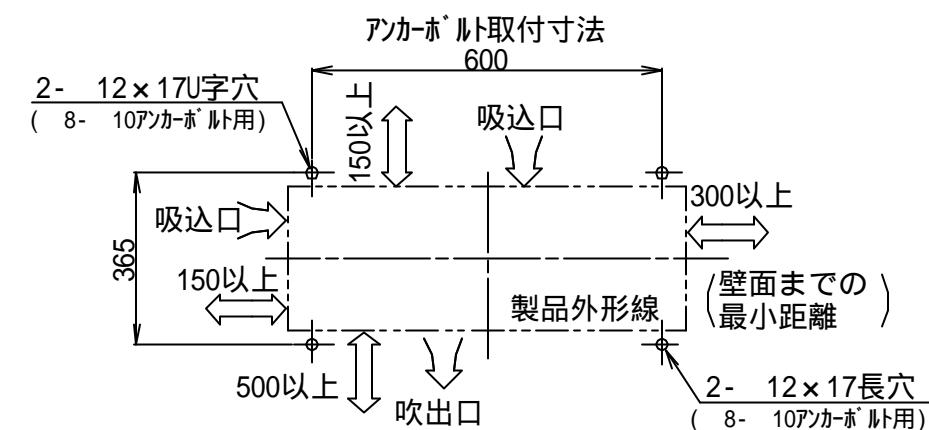 アンカーボルト取付寸法
600
2- 12×17U字穴
( 8- 10アンカーボルト用)
150以上
吸込口
吸込口
300以上
365
150以上
製品外形線
(壁面までの
最小距離)
500以上
吹出口
2- 12×17長穴
( 8- 10アンカーボルト用)